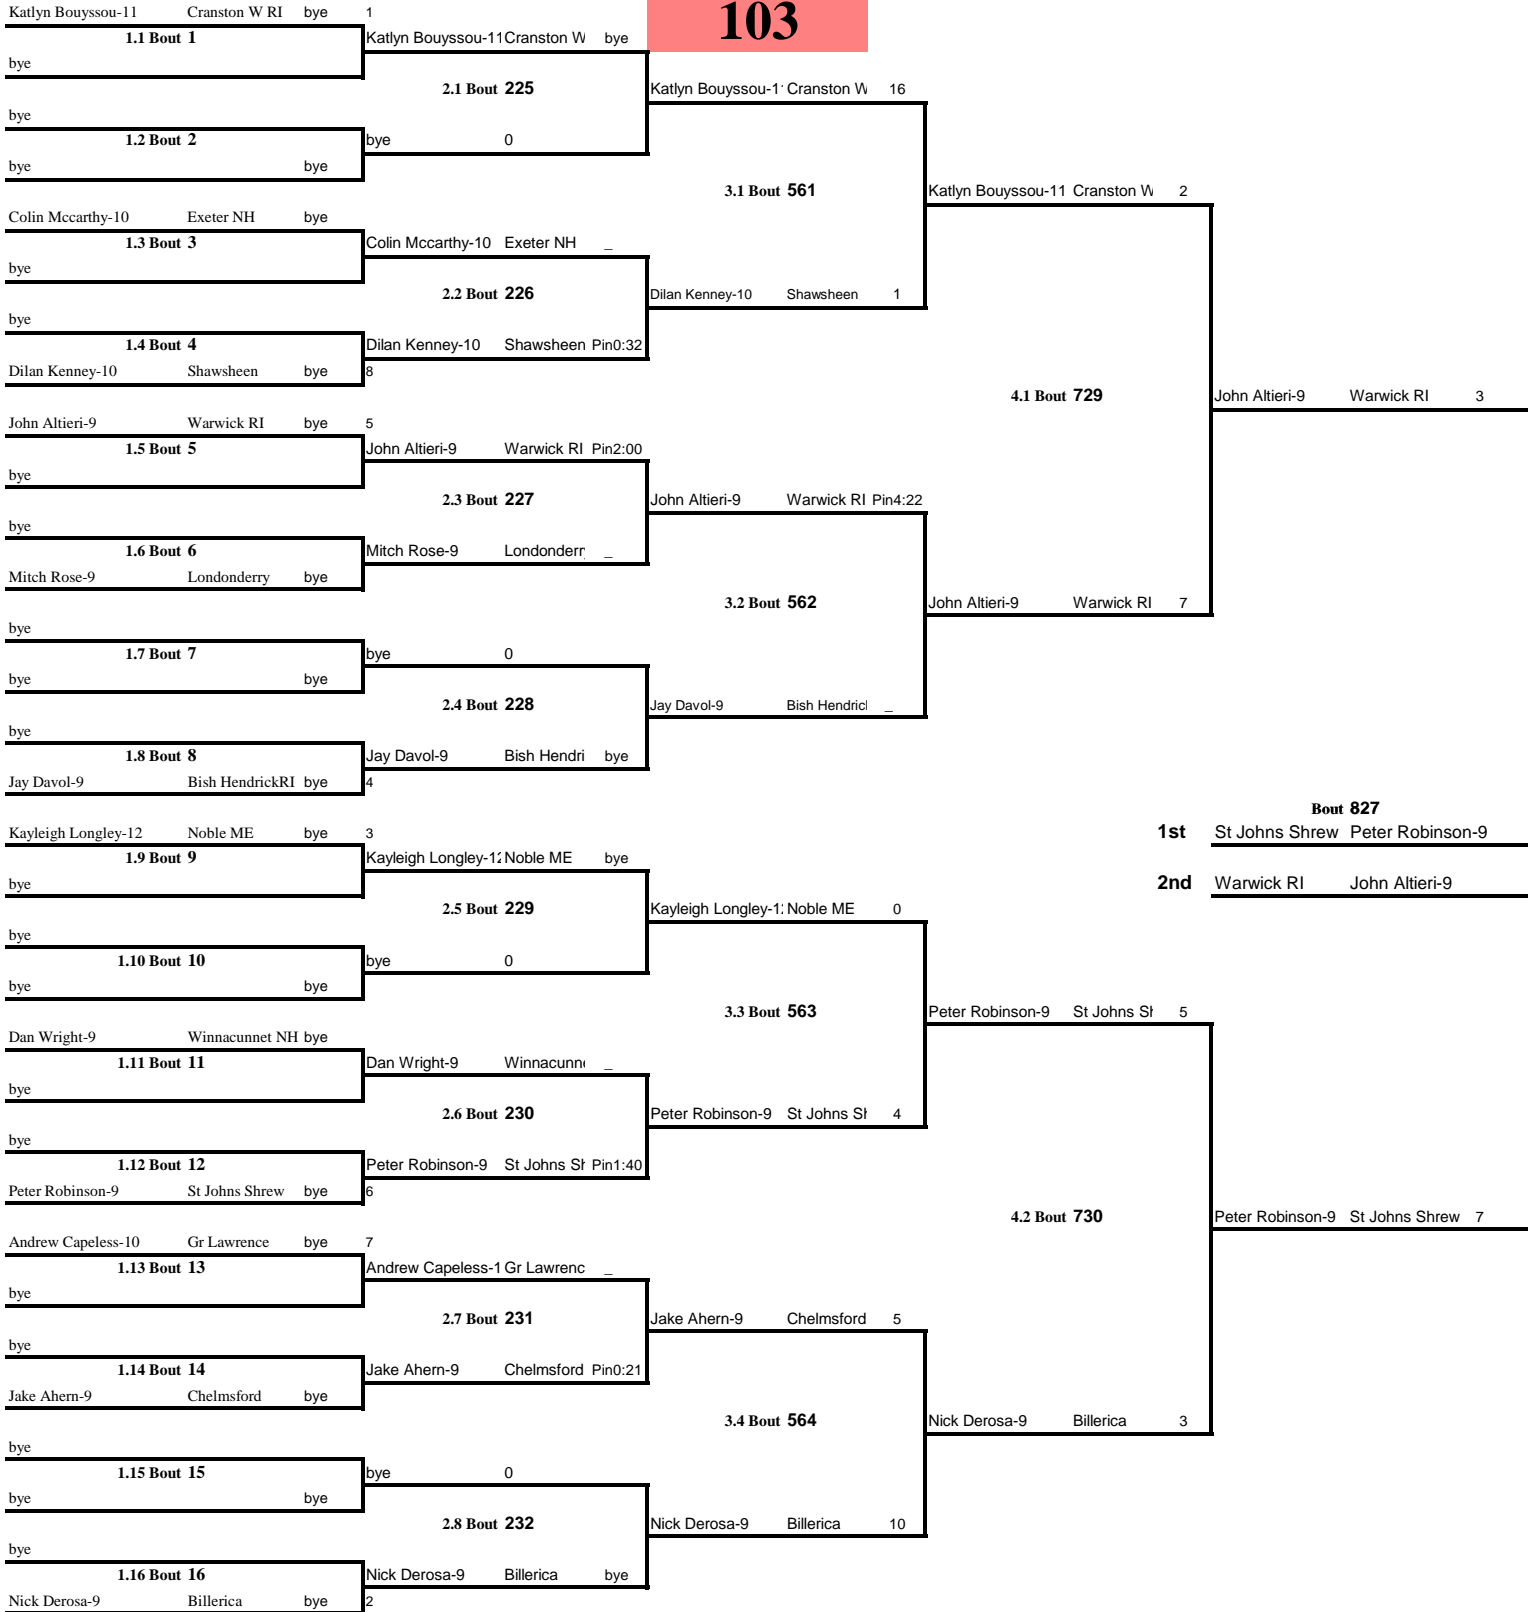 103
Katlyn Bouyssou-11 Cranston W RI bye 1
1.1 Bout 1 Katlyn Bouyssou-11 Cranston W bye
bye
2.1 Bout 225 Katlyn Bouyssou-1 Cranston W 16
bye
1.2 Bout 2 bye 0
bye bye
3.1 Bout 561 Katlyn Bouyssou-11 Cranston W 2
Colin Mccarthy-10 Exeter NH bye
1.3 Bout 3 Colin Mccarthy-10 Exeter NH _
bye
2.2 Bout 226 Dilan Kenney-10 Shawsheen 1
bye
1.4 Bout 4 Dilan Kenney-10 Shawsheen Pin0:32
Dilan Kenney-10 Shawsheen bye 8
4.1 Bout 729 John Altieri-9 Warwick RI 3
John Altieri-9 Warwick RI bye 5
1.5 Bout 5 John Altieri-9 Warwick RI Pin2:00
bye
2.3 Bout 227 John Altieri-9 Warwick RI Pin4:22
bye
1.6 Bout 6 Mitch Rose-9 Londonderr _
Mitch Rose-9 Londonderry bye
3.2 Bout 562 John Altieri-9 Warwick RI 7
bye
1.7 Bout 7 bye 0
bye bye
2.4 Bout 228 Jay Davol-9 Bish Hendric _
bye
1.8 Bout 8 Jay Davol-9 Bish Hendri bye
Jay Davol-9 Bish HendrickRI bye 4
Bout 827
Kayleigh Longley-12 Noble ME bye 3 1st St Johns Shrew Peter Robinson-9
1.9 Bout 9 Kayleigh Longley-12 Noble ME bye
bye 2nd Warwick RI John Altieri-9
2.5 Bout 229 Kayleigh Longley-1 Noble ME 0
bye
1.10 Bout 10 bye 0
bye bye
3.3 Bout 563 Peter Robinson-9 St Johns Sh 5
Dan Wright-9 Winnacunnet NH bye
1.11 Bout 11 Dan Wright-9 Winnacunn _
bye
2.6 Bout 230 Peter Robinson-9 St Johns Sh 4
bye
1.12 Bout 12 Peter Robinson-9 St Johns Sh Pin1:40
Peter Robinson-9 St Johns Shrew bye 6
4.2 Bout 730 Peter Robinson-9 St Johns Shrew 7
Andrew Capeless-10 Gr Lawrence bye 7
1.13 Bout 13 Andrew Capeless-1 Gr Lawrenc _
bye
2.7 Bout 231 Jake Ahern-9 Chelmsford 5
bye
1.14 Bout 14 Jake Ahern-9 Chelmsford Pin0:21
Jake Ahern-9 Chelmsford bye
3.4 Bout 564 Nick Derosa-9 Billerica 3
bye
1.15 Bout 15 bye 0
bye bye
2.8 Bout 232 Nick Derosa-9 Billerica 10
bye
1.16 Bout 16 Nick Derosa-9 Billerica bye
Nick Derosa-9 Billerica bye 2